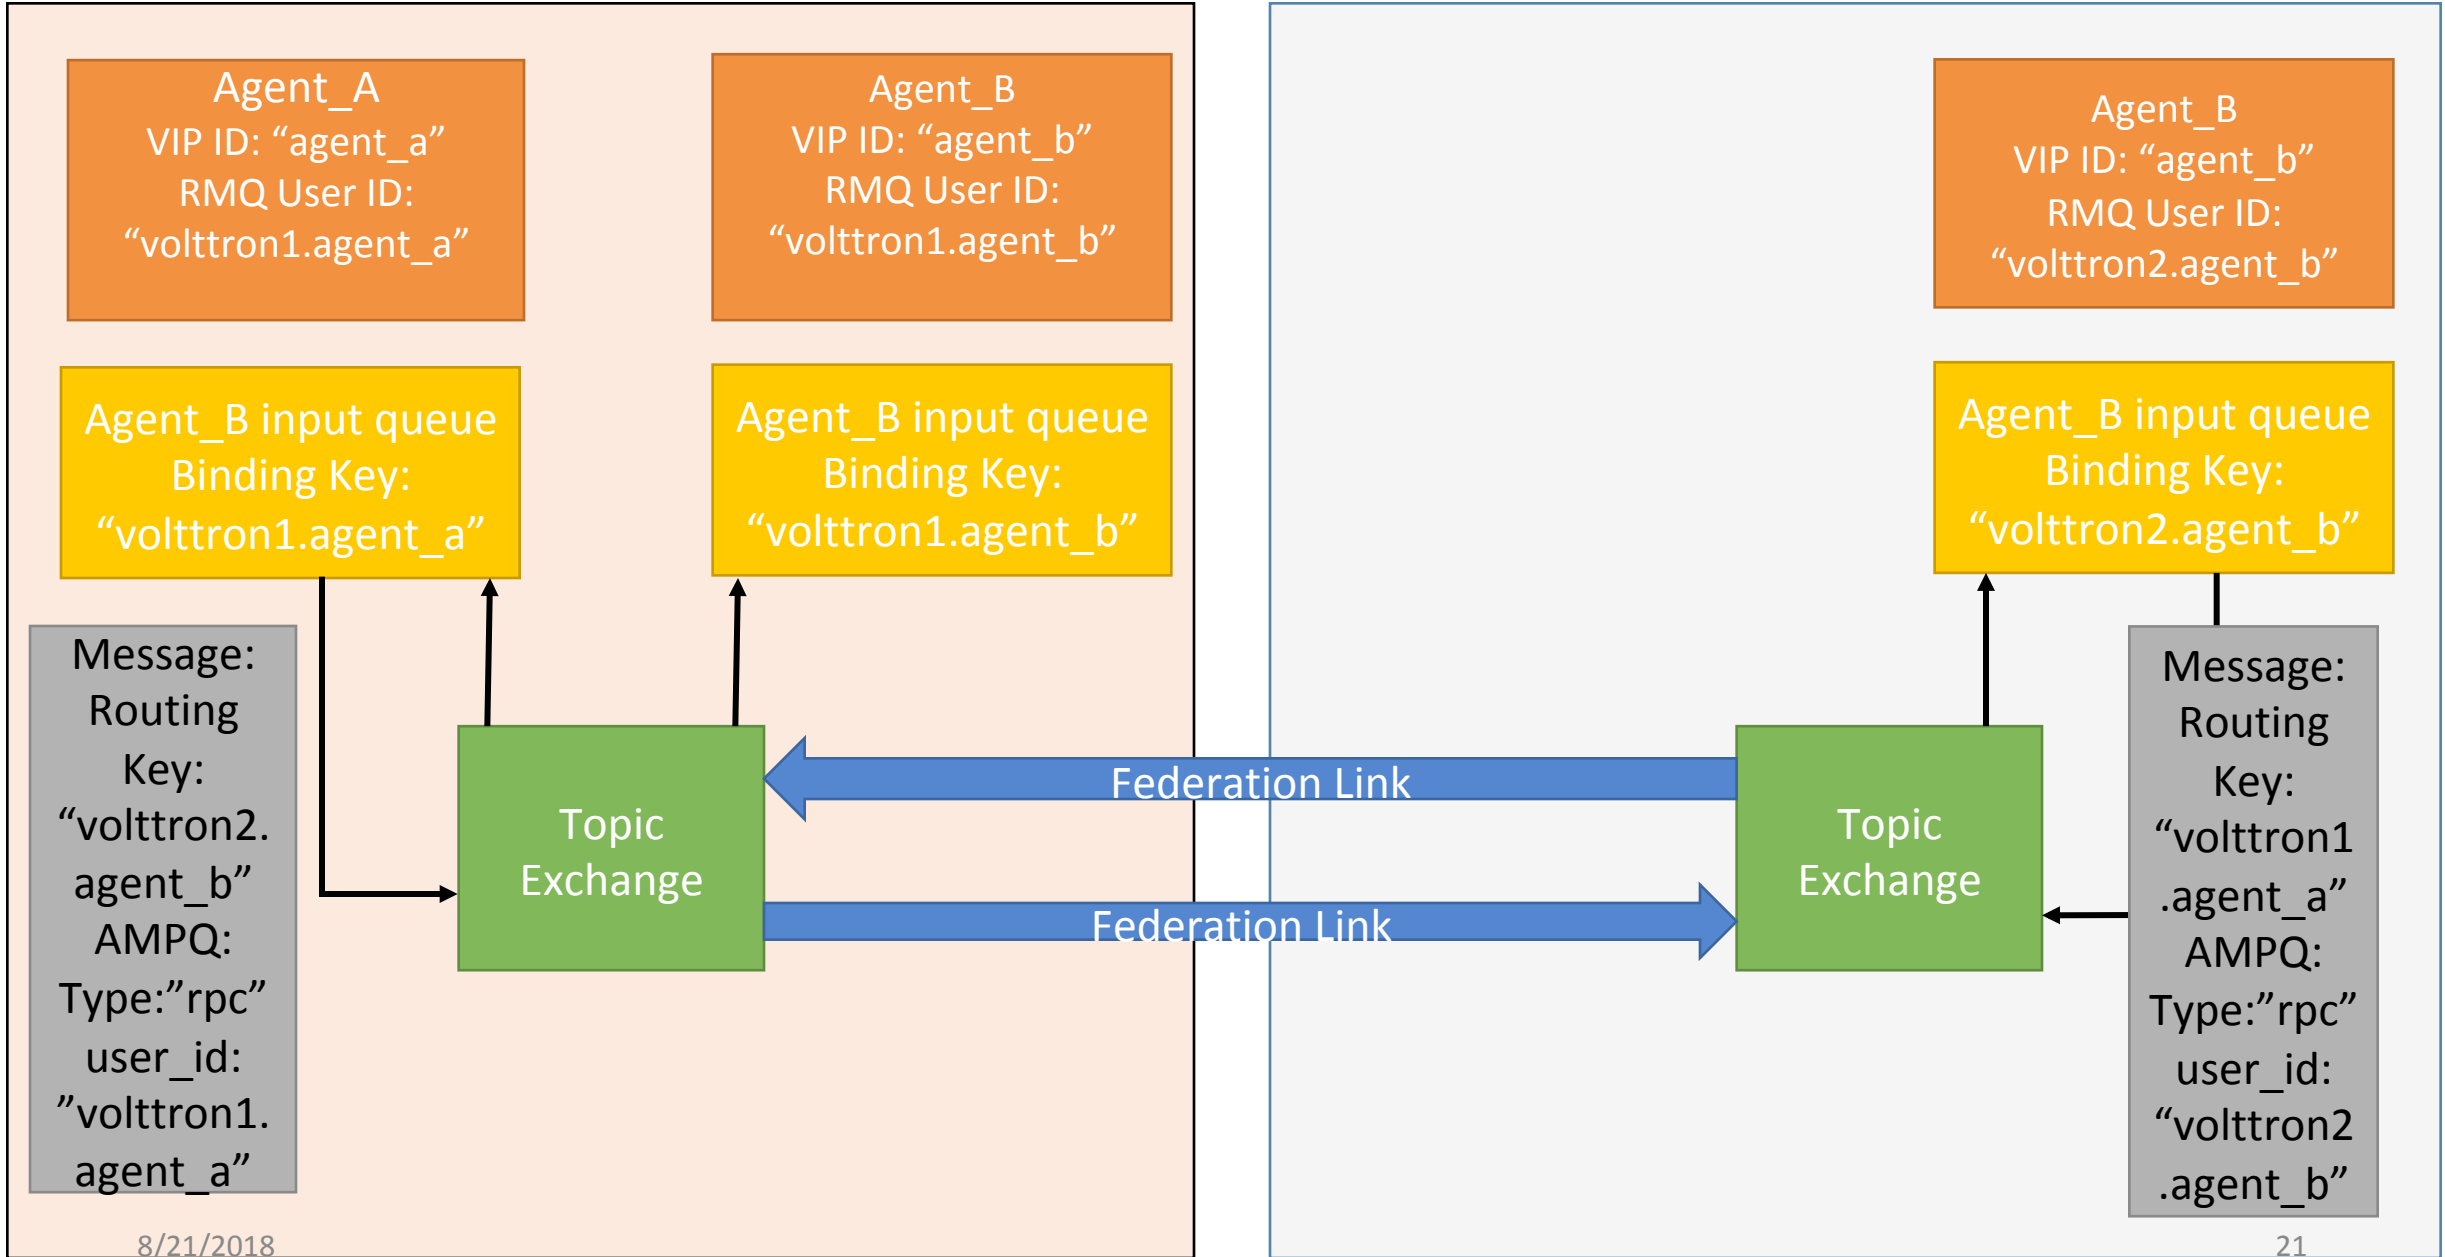 Agent_A
VIP ID: “agent_a”
RMQ User ID:
“volttron1.agent_a”
Agent_B
VIP ID: “agent_b”
RMQ User ID:
“volttron1.agent_b”
Agent_B
VIP ID: “agent_b”
RMQ User ID:
“volttron2.agent_b”
Agent_B input queue
Binding Key:
“volttron1.agent_a”
Agent_B input queue
Binding Key:
“volttron1.agent_b”
Agent_B input queue
Binding Key:
“volttron2.agent_b”
Message:
Routing
Key:
“volttron2.
agent_b”
AMPQ:
Type:”rpc”
user_id:
”volttron1.
agent_a”
Topic
Exchange
Federation Link
Federation Link
Topic
Exchange
Message:
Routing
Key:
“volttron1
.agent_a”
AMPQ:
Type:”rpc”
user_id:
“volttron2
.agent_b”
8/21/2018
21